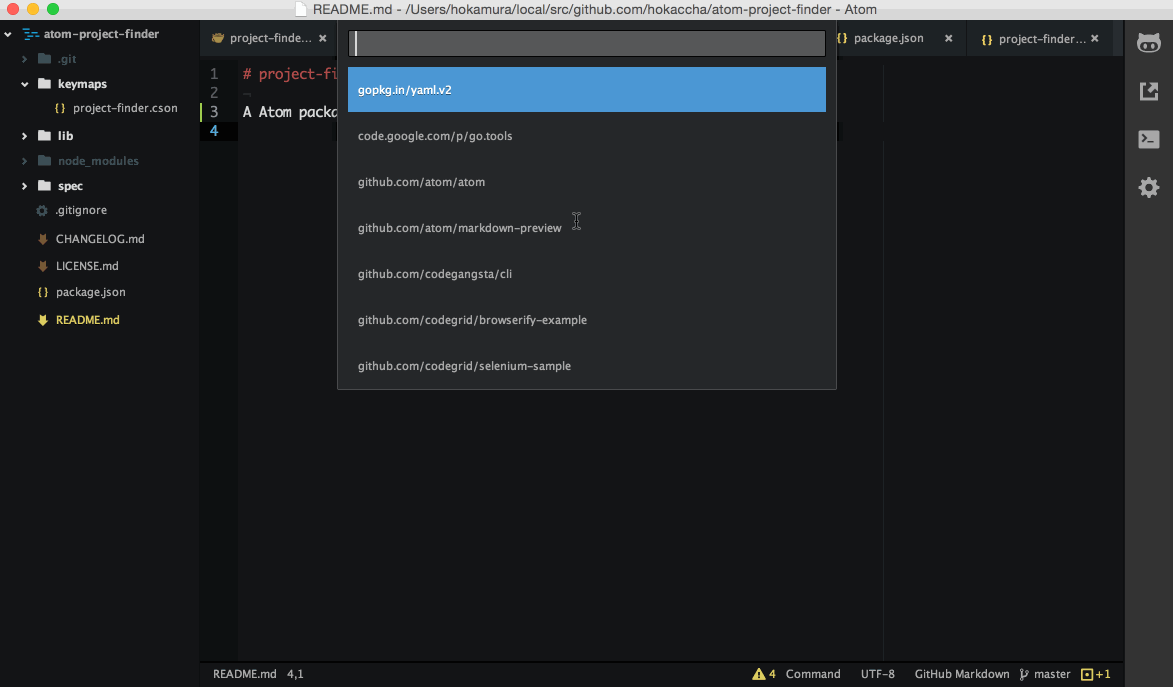 README.md - /Users/hokamura/local/src/github.com/hokaccha/atom-project-finder - Atom
atom-project-finder
.git
keymaps
{} project-finder.cson
lib
node_modules
spec
.gitignore
CHANGELOG.md
LICENSE.md
{} package.json
README.md
project-finde... ×
{} package.json ×
{} project-finder... ×
1 # project-fi
2 ¬
3 A Atom packa
4
gopkg.in/yaml.v2
code.google.com/p/go.tools
github.com/atom/atom
github.com/atom/markdown-preview
github.com/codegangsta/cli
github.com/codegrid/browserify-example
github.com/codegrid/selenium-sample
README.md 4,1
4 Command UTF-8 GitHub Markdown master +1